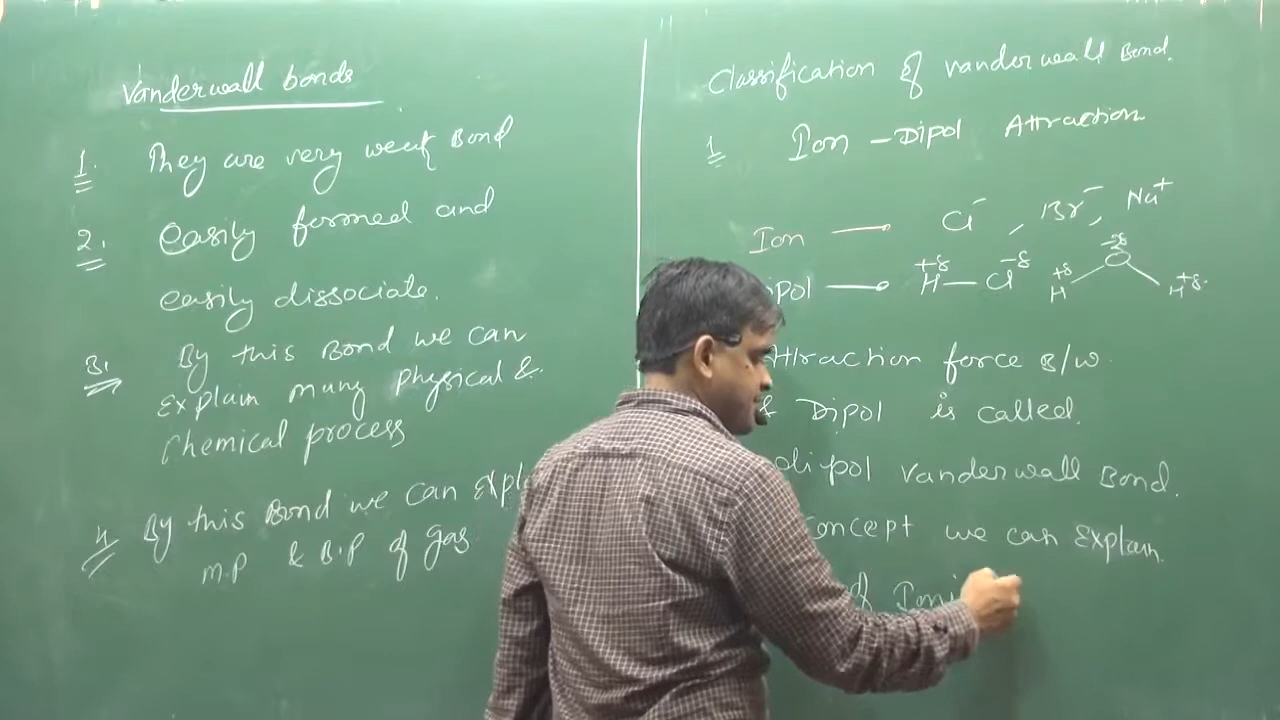 Vanderwall bonds
1. They are very weak Bond
2. easily formed and
easily dissociate.
3. By this Bond we can
Explain many physical &
Chemical process
4 By this Bond we can expl
M.P & B.P of gas
Classification of vanderwall Bond.
1 Ion - Dipol Attraction
Ion → Cl⁻, Br⁻, Na⁺
ipol → +δ H — Cl -δ +δ H -δ O H +δ
Attraction force B/w
& Dipol is called.
dipol vanderwall Bond.
Concept we can Explain
of Ioni